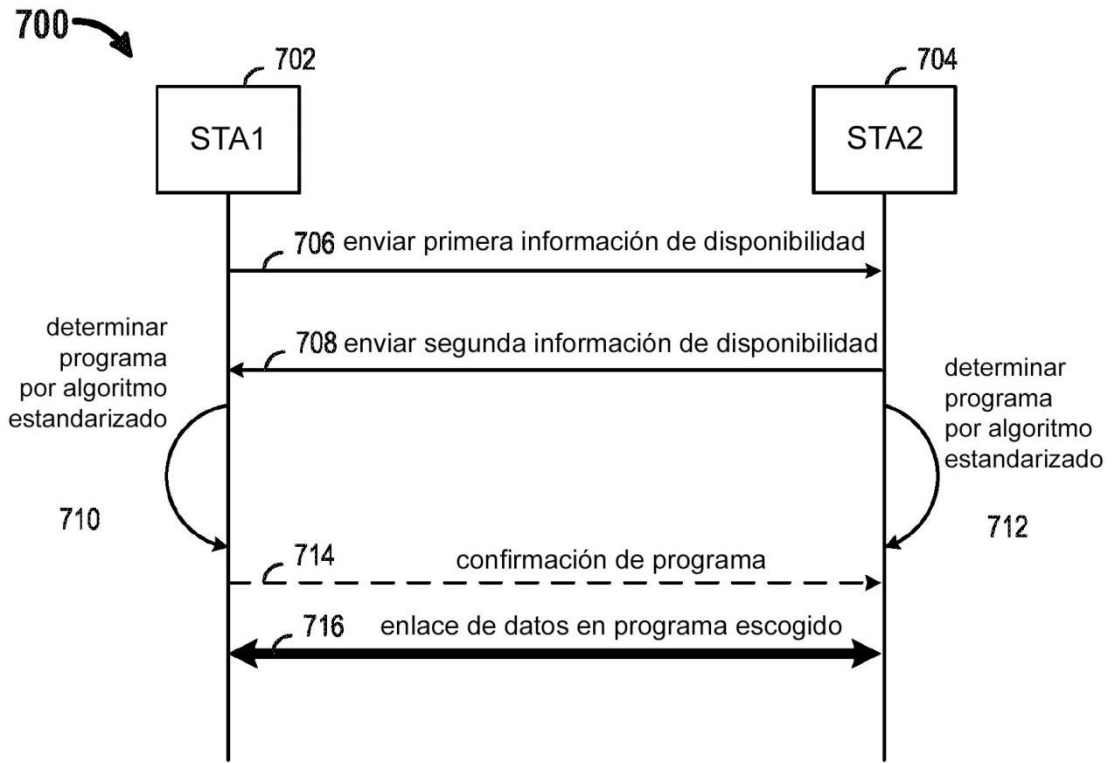 700
702
704
STA1
STA2
706 enviar primera información de disponibilidad
708 enviar segunda información de disponibilidad
determinar
programa
por algoritmo
estandarizado
determinar
programa
por algoritmo
estandarizado
710
712
714 confirmación de programa
716 enlace de datos en programa escogido